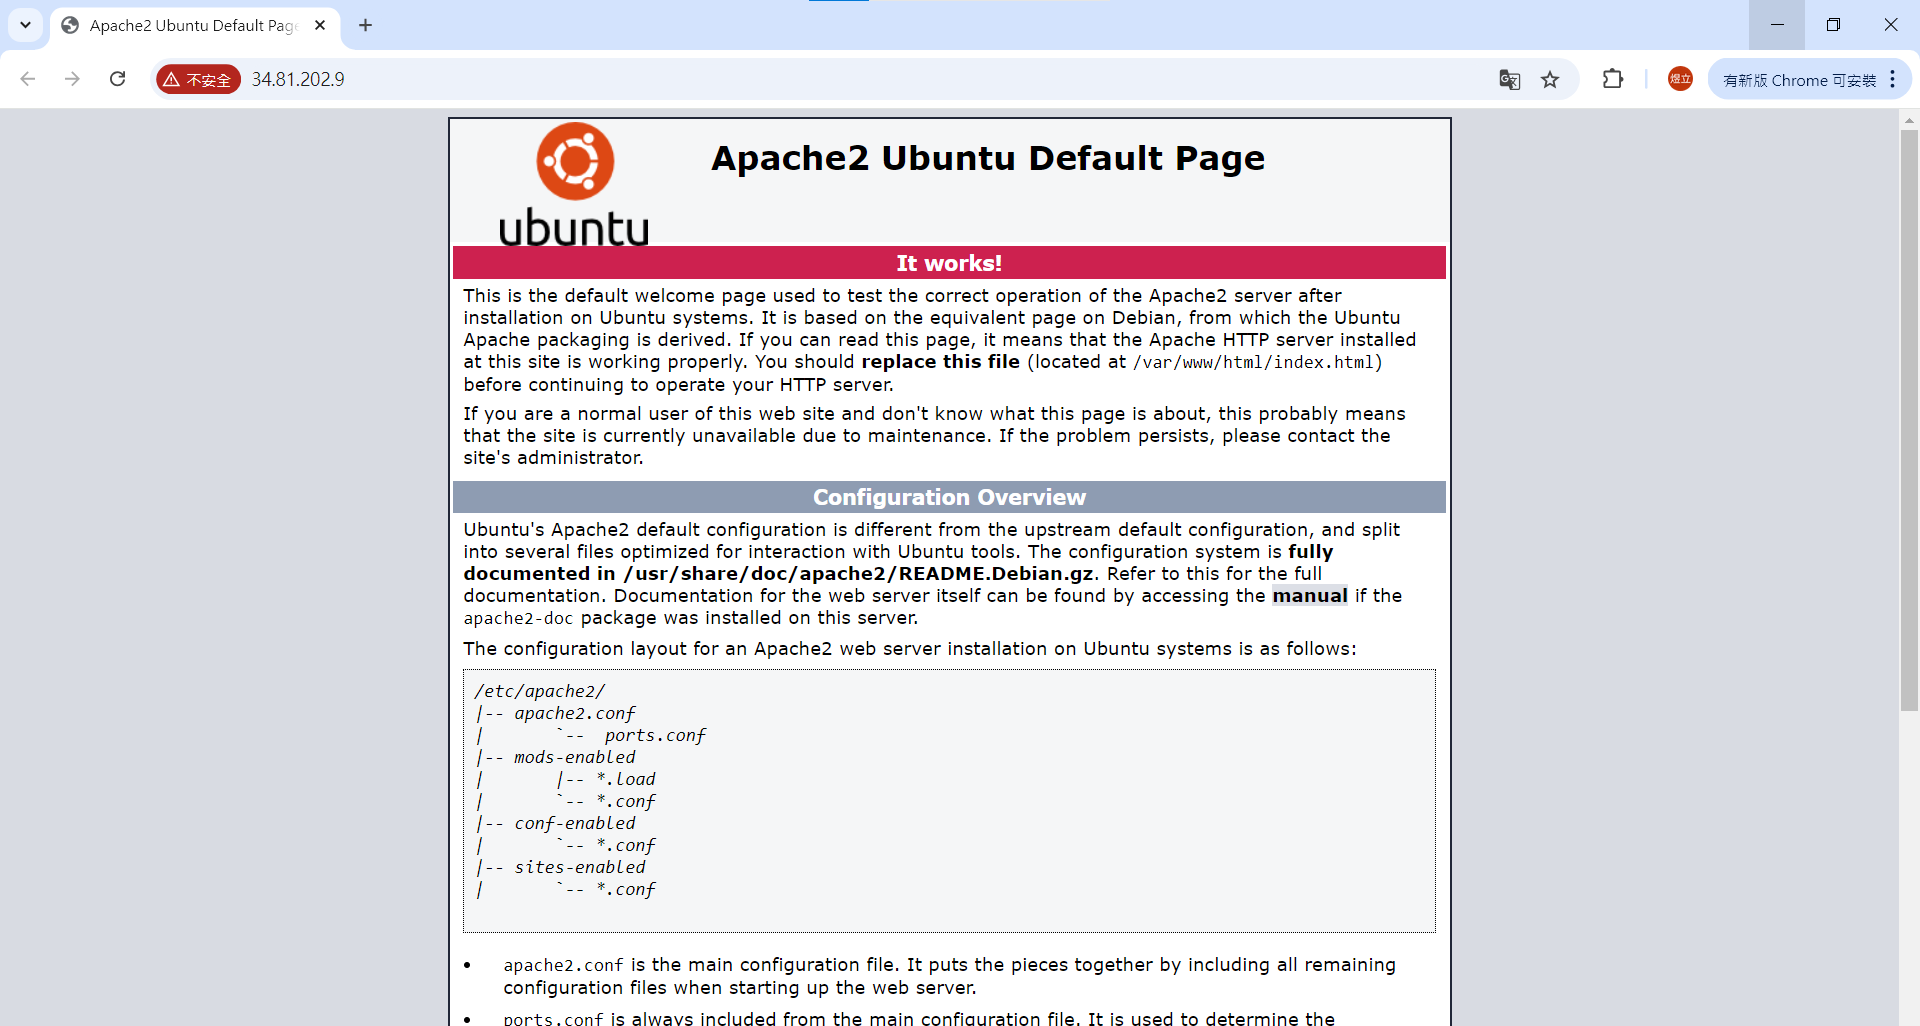 Apache2 Ubuntu Default Page
不安全
34.81.202.9
煜立
有新版 Chrome 可安裝
ubuntu
Apache2 Ubuntu Default Page
It works!
This is the default welcome page used to test the correct operation of the Apache2 server after
installation on Ubuntu systems. It is based on the equivalent page on Debian, from which the Ubuntu
Apache packaging is derived. If you can read this page, it means that the Apache HTTP server installed
at this site is working properly. You should replace this file (located at /var/www/html/index.html)
before continuing to operate your HTTP server.
If you are a normal user of this web site and don't know what this page is about, this probably means
that the site is currently unavailable due to maintenance. If the problem persists, please contact the
site's administrator.
Configuration Overview
Ubuntu's Apache2 default configuration is different from the upstream default configuration, and split
into several files optimized for interaction with Ubuntu tools. The configuration system is fully
documented in /usr/share/doc/apache2/README.Debian.gz. Refer to this for the full
documentation. Documentation for the web server itself can be found by accessing the manual if the
apache2-doc package was installed on this server.
The configuration layout for an Apache2 web server installation on Ubuntu systems is as follows:
/etc/apache2/
|-- apache2.conf
|       `--  ports.conf
|-- mods-enabled
|       |-- *.load
|       `-- *.conf
|-- conf-enabled
|       `-- *.conf
|-- sites-enabled
|       `-- *.conf
• apache2.conf is the main configuration file. It puts the pieces together by including all remaining
configuration files when starting up the web server.
• ports.conf is always included from the main configuration file. It is used to determine the